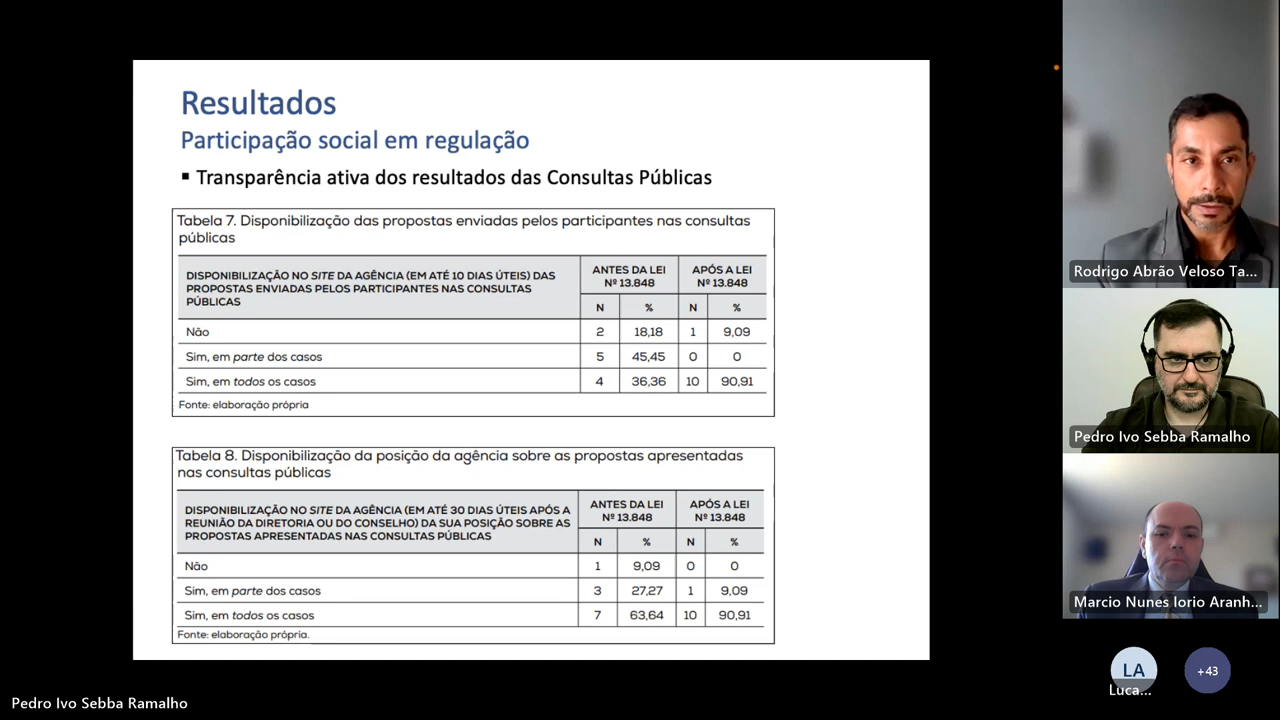 Resultados
Participação social em regulação
▪ Transparência ativa dos resultados das Consultas Públicas
Tabela 7. Disponibilização das propostas enviadas pelos participantes nas consultas
públicas
DISPONIBILIZAÇÃO NO SITE DA AGÊNCIA (EM ATÉ 10 DIAS ÚTEIS) DAS
PROPOSTAS ENVIADAS PELOS PARTICIPANTES NAS CONSULTAS
PÚBLICAS
ANTES DA LEI
Nº 13.848
APÓS A LEI
Nº 13.848
N % N %
Não 2 18,18 1 9,09
Sim, em parte dos casos 5 45,45 0 0
Sim, em todos os casos 4 36,36 10 90,91
Fonte: elaboração própria
Tabela 8. Disponibilização da posição da agência sobre as propostas apresentadas
nas consultas públicas
DISPONIBILIZAÇÃO NO SITE DA AGÊNCIA (EM ATÉ 30 DIAS ÚTEIS APÓS A
REUNIÃO DA DIRETORIA OU DO CONSELHO) DA SUA POSIÇÃO SOBRE AS
PROPOSTAS APRESENTADAS NAS CONSULTAS PÚBLICAS
ANTES DA LEI
Nº 13.848
APÓS A LEI
Nº 13.848
N % N %
Não 1 9,09 0 0
Sim, em parte dos casos 3 27,27 1 9,09
Sim, em todos os casos 7 63,64 10 90,91
Fonte: elaboração própria.
Rodrigo Abrão Veloso Ta...
Pedro Ivo Sebba Ramalho
Marcio Nunes Iorio Aranh...
LA
Luca...
+43
Pedro Ivo Sebba Ramalho